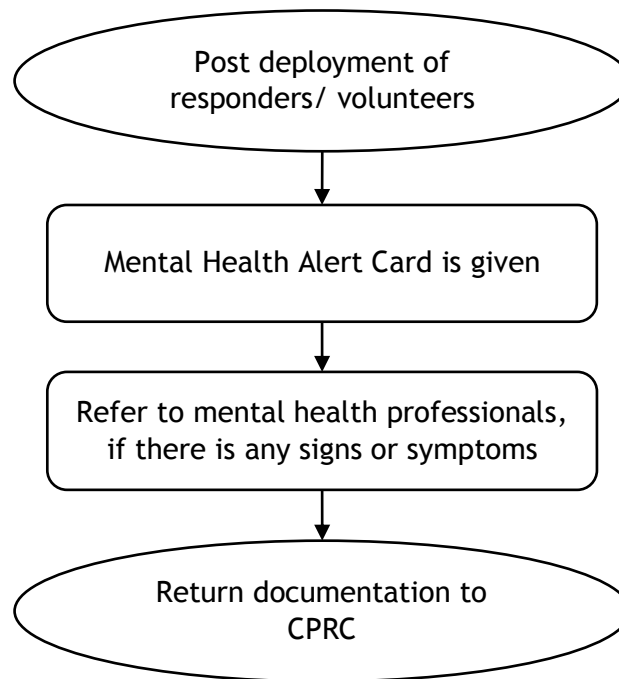 Post deployment of
responders/ volunteers
Mental Health Alert Card is given
Refer to mental health professionals,
if there is any signs or symptoms
Return documentation to
CPRC